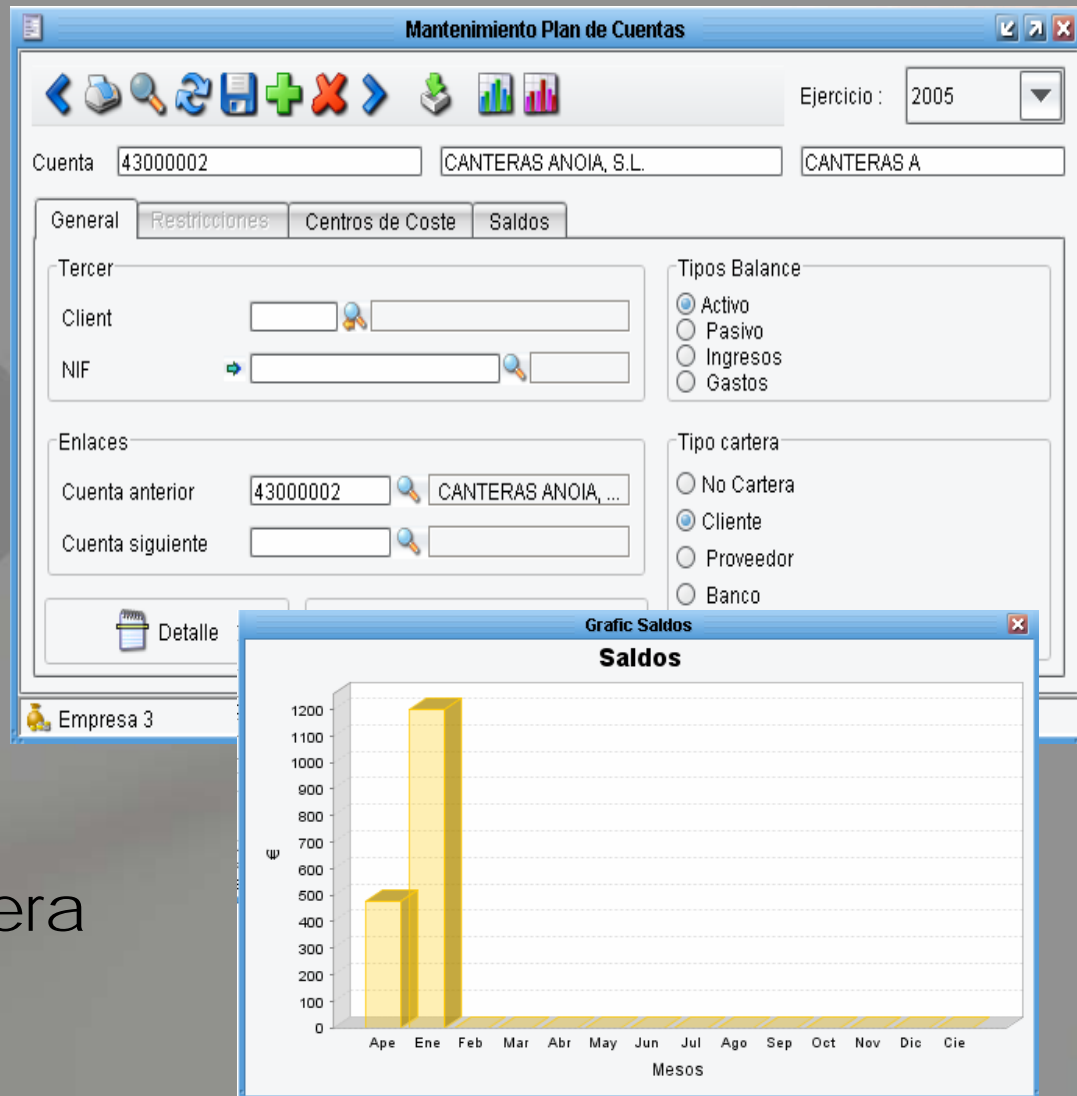 Mantenimiento Plan de Cuentas
Ejercicio : 2005
Cuenta 43000002 CANTERAS ANOIA, S.L. CANTERAS A
General Restricciones Centros de Coste Saldos
Tercer
Client
NIF
Tipos Balance
Activo
Pasivo
Ingresos
Gastos
Enlaces
Cuenta anterior 43000002 CANTERAS ANOIA, ...
Cuenta siguiente
Tipo cartera
No Cartera
Cliente
Proveedor
Banco
Detalle
Empresa 3
Grafic Saldos
Saldos
1200
1100
1000
900
800
700
600
500
400
300
200
100
0
€
Ape Ene Feb Mar Abr May Jun Jul Ago Sep Oct Nov Dic Cie
Mesos
era